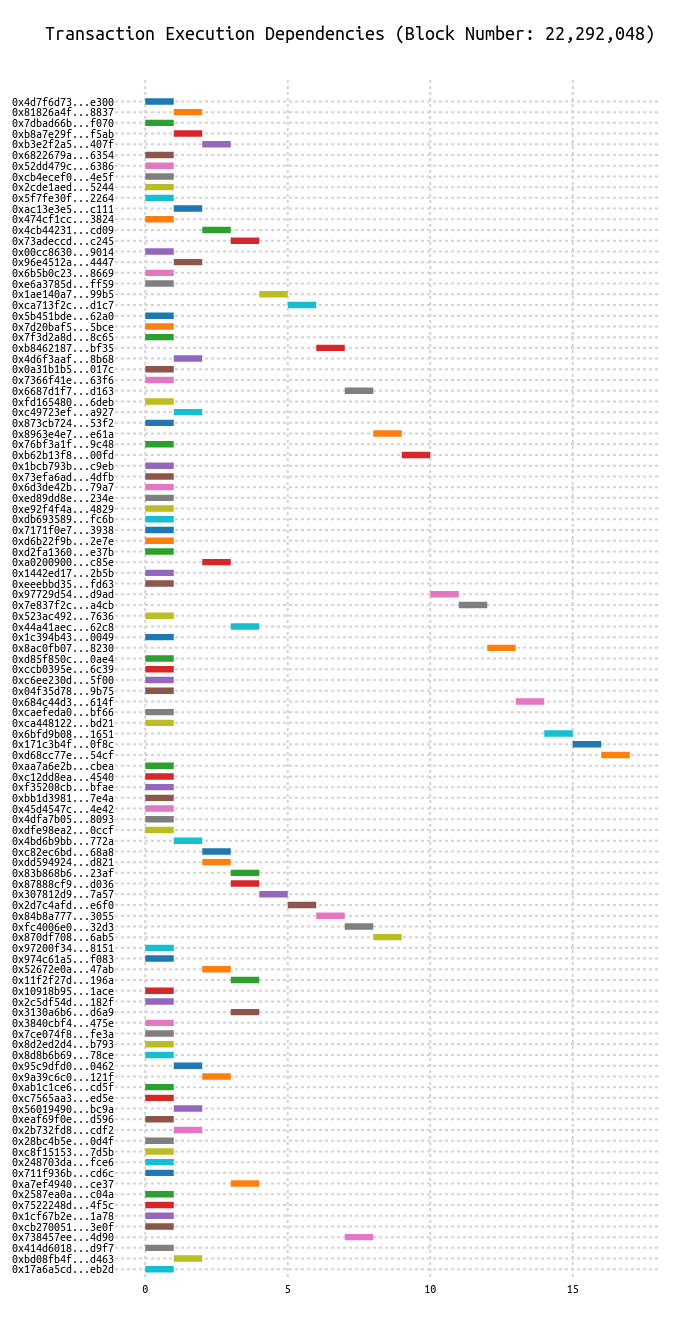 Transaction Execution Dependencies (Block Number: 22,292,048)
0x4d7f6d73...e300
0x81826a4f...8837
0x7dbad66b...f070
0xb8a7e29f...f5ab
0xb3e2f2a5...407f
0x6822679a...6354
0x52dd479c...6386
0xcb4ecef0...4e5f
0x2cde1aed...5244
0x5f7fe30f...2264
0xac13e3e5...c111
0x474cf1cc...3824
0x4cb44231...cd09
0x73adeccd...c245
0x00cc8630...9014
0x96e4512a...4447
0x6b5b0c23...8669
0xe6a3785d...ff59
0x1ae140a7...99b5
0xca713f2c...d1c7
0x5b451bde...62a0
0x7d20baf5...5bce
0x7f3d2a8d...8c65
0xb8462187...bf35
0x4d6f3aaf...8b68
0x0a31b1b5...017c
0x7366f41e...63f6
0x6687d1f7...d163
0xfd165480...6deb
0xc49723ef...a927
0x873cb724...53f2
0x8963e4e7...e61a
0x76bf3a1f...9c48
0xb62b13f8...00fd
0x1bcb793b...c9eb
0x73efa6ad...4dfb
0x6d3de42b...79a7
0xed89dd8e...234e
0xe92f4f4a...4829
0xdb693589...fc6b
0x7171f0e7...3938
0xd6b22f9b...2e7e
0xd2fa1360...e37b
0xa0200900...c85e
0x1442ed17...2b5b
0xeeebbd35...fd63
0x97729d54...d9ad
0x7e837f2c...a4cb
0x523ac492...7636
0x44a41aec...62c8
0x1c394b43...0049
0x8ac0fb07...8230
0xd85f850c...0ae4
0xccb0395e...6c39
0xc6ee230d...5f00
0x04f35d78...9b75
0x684c44d3...614f
0xcaefeda0...bf66
0xca448122...bd21
0x6bfd9b08...1651
0x171c3b4f...0f8c
0xd68cc77e...54cf
0xaa7a6e2b...cbea
0xc12dd8ea...4540
0xf35208cb...bfae
0xbb1d3981...7e4a
0x45d4547c...4e42
0x4dfa7b05...8093
0xdfe98ea2...0ccf
0x4bd6b9bb...772a
0xc82ec6bd...68a8
0xdd594924...d821
0x83b868b6...23af
0x87888cf9...d036
0x307812d9...7a57
0x2d7c4afd...e6f0
0x84b8a777...3055
0xfc4006e0...32d3
0x870df708...6ab5
0x97200f34...8151
0x974c61a5...f083
0x52672e0a...47ab
0x11f2f27d...196a
0x10918b95...1ace
0x2c5df54d...182f
0x3130a6b6...d6a9
0x3840cbf4...475e
0x7ce074f8...fe3a
0x8d2ed2d4...b793
0x8d8b6b69...78ce
0x95c9dfd0...0462
0x9a39c6c0...121f
0xab1c1ce6...cd5f
0xc7565aa3...ed5e
0x56019490...bc9a
0xeaf69f0e...d596
0x2b732fd8...cdf2
0x28bc4b5e...0d4f
0xc8f15153...7d5b
0x248703da...fce6
0x711f936b...cd6c
0xa7ef4940...ce37
0x2587ea0a...c04a
0x7522248d...4f5c
0x1cf67b2e...1a78
0xcb270051...3e0f
0x738457ee...4d90
0x414d6018...d9f7
0xbd08fb4f...d463
0x17a6a5cd...eb2d
0 5 10 15